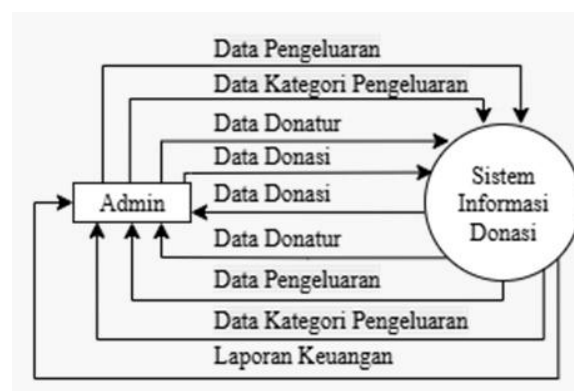 Data Pengeluaran
Data Kategori Pengeluaran
Data Donatur
Data Donasi
Admin
Sistem
Informasi
Donasi
Data Donasi
Data Donatur
Data Pengeluaran
Data Kategori Pengeluaran
Laporan Keuangan